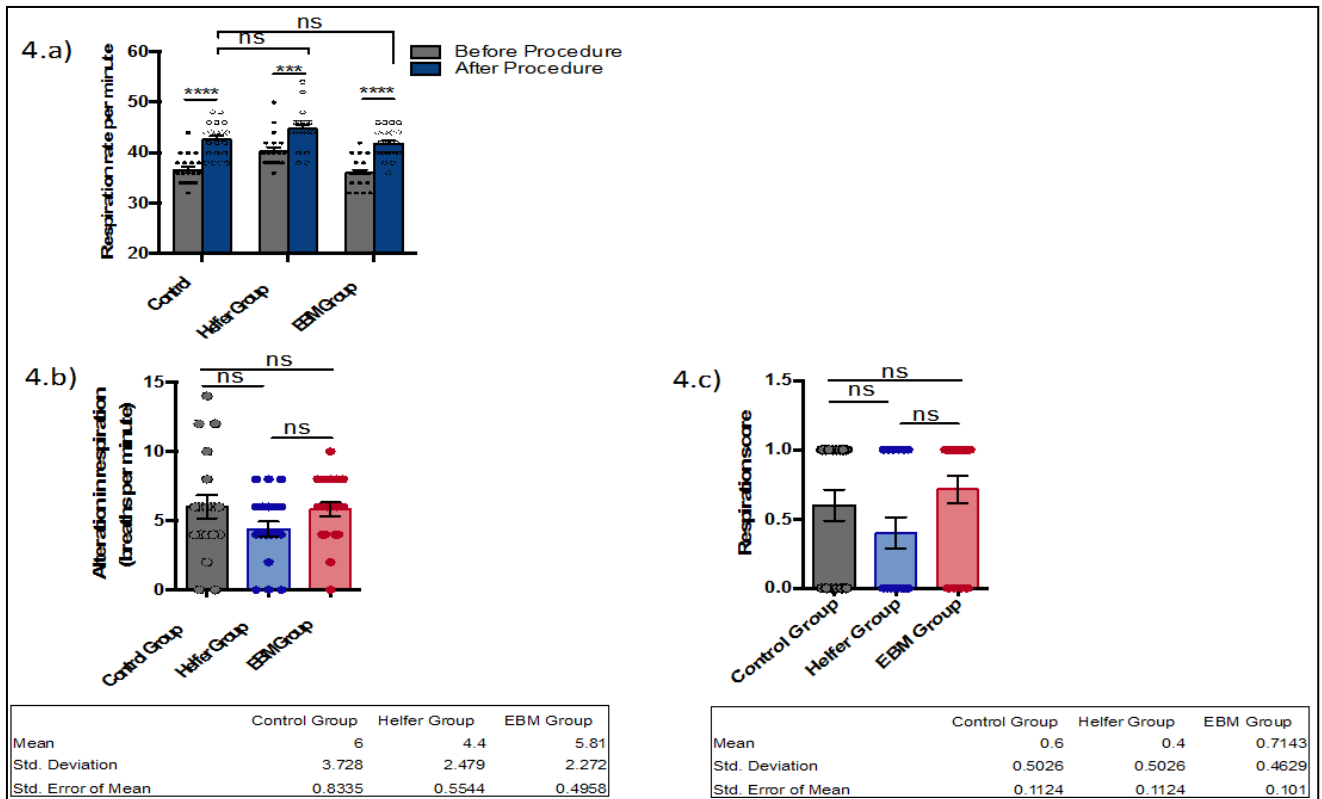 4.a)
ns
ns
Before Procedure
After Procedure
Respiration rate per minute
60
50
40
30
20
****
***
****
Control
Helfer Group
EBM Group
4.b)
ns
ns
ns
Alteration in respiration
(breaths per minute)
15
10
5
0
Control Group
Helfer Group
EBM Group
Control Group Helfer Group EBM Group
Mean 6 4.4 5.81
Std. Deviation 3.728 2.479 2.272
Std. Error of Mean 0.8335 0.5544 0.4958
4.c)
ns
ns
ns
Respiration score
1.5
1.0
0.5
0.0
Control Group
Helfer Group
EBM Group
Control Group Helfer Group EBM Group
Mean 0.6 0.4 0.7143
Std. Deviation 0.5026 0.5026 0.4629
Std. Error of Mean 0.1124 0.1124 0.101